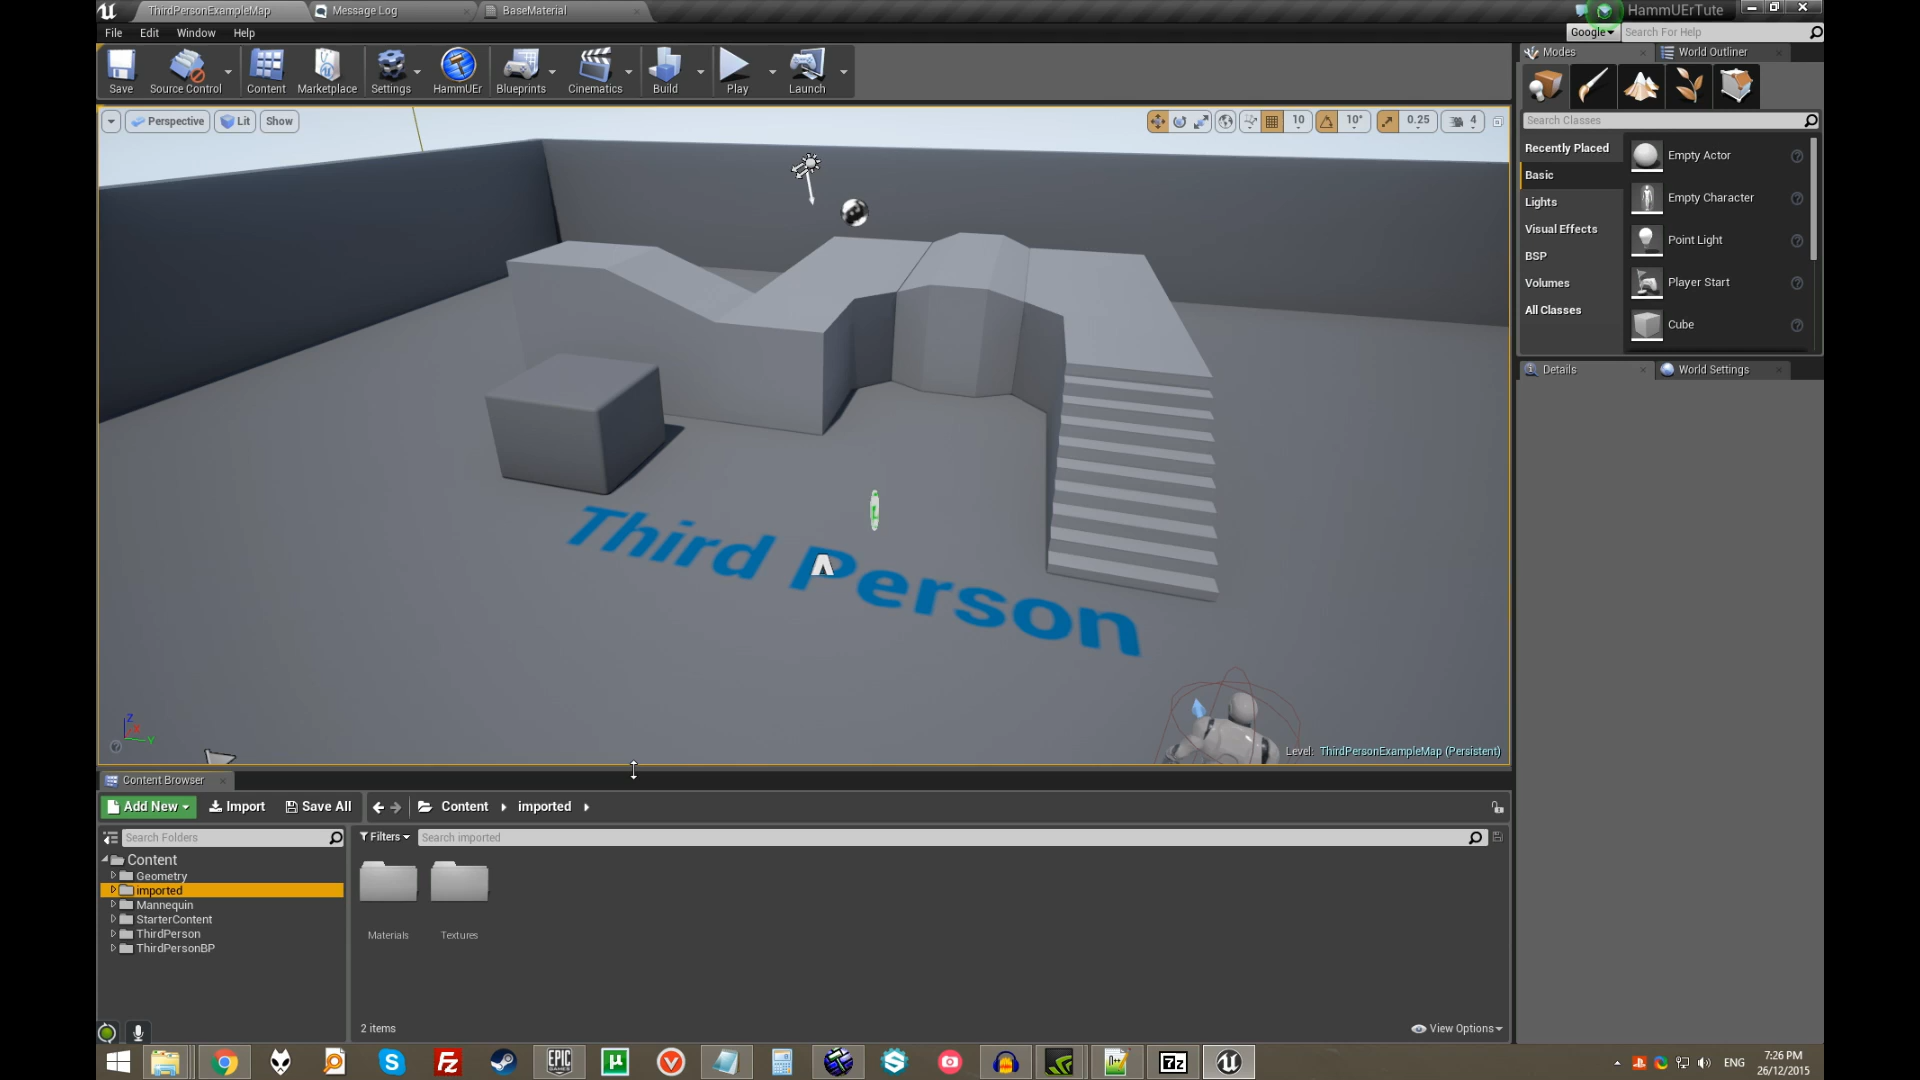 ThirdPersonExampleMap
Message Log
BaseMaterial
HammUErTute
File Edit Window Help
Google
Search For Help
Save
Source Control
Content
Marketplace
Settings
HammUEr
Blueprints
Cinematics
Build
Play
Launch
Modes
World Outliner
Perspective
Lit
Show
10
10°
0.25
4
Search Classes
Recently Placed
Basic
Lights
Visual Effects
BSP
Volumes
All Classes
Empty Actor
Empty Character
Point Light
Player Start
Cube
Details
World Settings
Third Person
Z
X
Y
Level: ThirdPersonExampleMap (Persistent)
Content Browser
Add New
Import
Save All
Content
imported
Search Folders
Filters
Search imported
Content
Geometry
imported
Mannequin
StarterContent
ThirdPerson
ThirdPersonBP
Materials
Textures
2 items
View Options
EPIC GAMES
7z
ENG
7:26 PM
26/12/2015